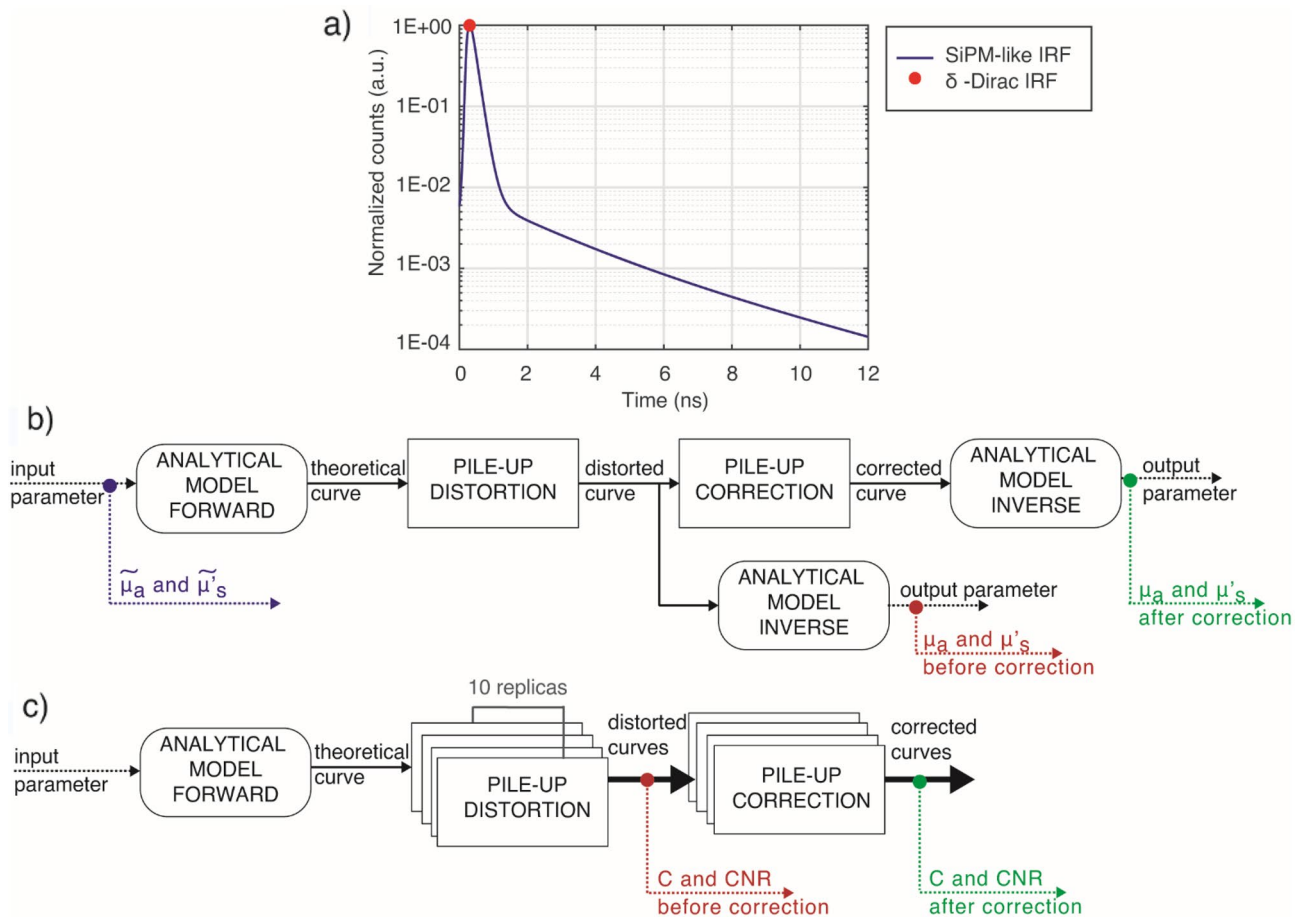 a)
Normalized counts (a.u.)
1E+00
1E-01
1E-02
1E-03
1E-04
0 2 4 6 8 10 12
Time (ns)
SiPM-like IRF
δ -Dirac IRF
b)
input
parameter
ANALYTICAL
MODEL
FORWARD
theoretical
curve
PILE-UP
DISTORTION
distorted
curve
PILE-UP
CORRECTION
corrected
curve
ANALYTICAL
MODEL
INVERSE
output
parameter
μ̃a and μ̃'s
ANALYTICAL
MODEL
INVERSE
output parameter
μa and μ's
before correction
μa and μ's
after correction
c)
input
parameter
ANALYTICAL
MODEL
FORWARD
theoretical
curve
10 replicas
PILE-UP
DISTORTION
distorted
curves
PILE-UP
CORRECTION
corrected
curves
C and CNR
before correction
C and CNR
after correction